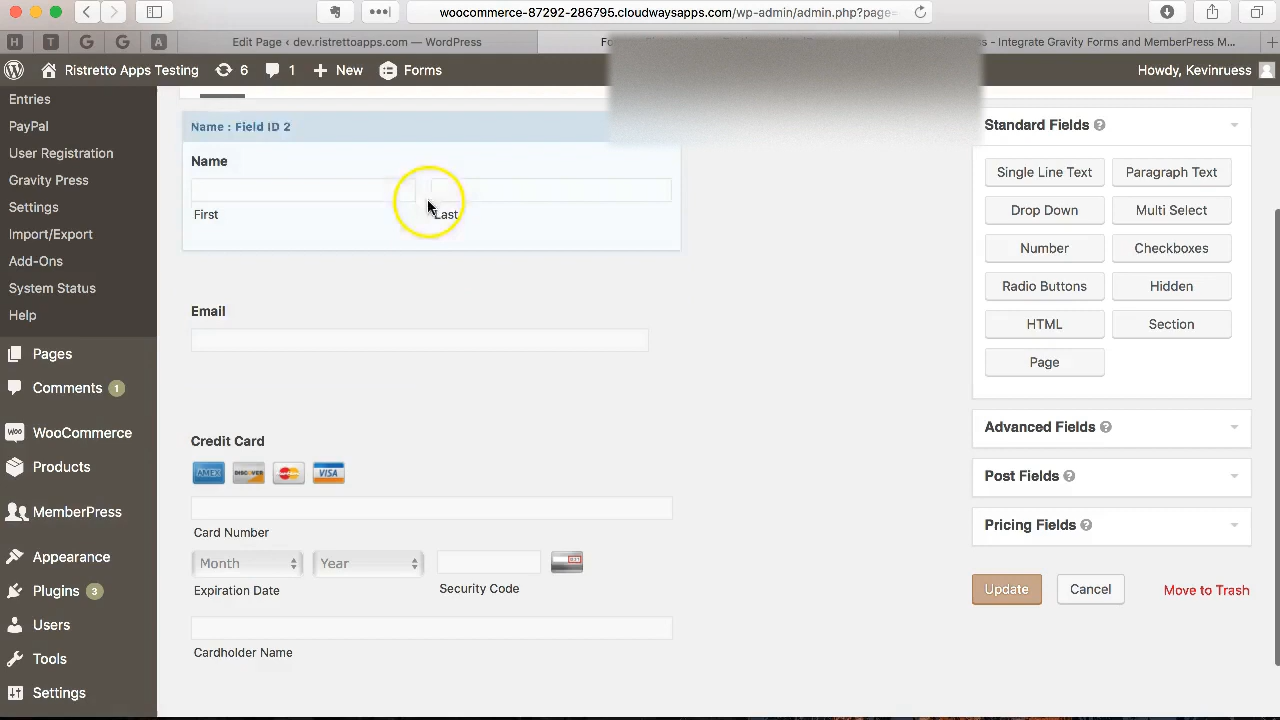 woocommerce-87292-286795.cloudwaysapps.com/wp-admin/admin.php?page=
H T G G A
Edit Page ‹ dev.ristrettoapps.com — WordPress
- Integrate Gravity Forms and MemberPress M...
Ristretto Apps Testing 6 1 New Forms
Howdy, Kevinruess
Entries
PayPal
User Registration
Gravity Press
Settings
Import/Export
Add-Ons
System Status
Help
Pages
Comments 1
Woo WooCommerce
Products
MemberPress
Appearance
Plugins 3
Users
Tools
Settings
Name : Field ID 2
Name
First
Last
Email
Credit Card
AMEX DISCOVER MasterCard VISA
Card Number
Month Year
Expiration Date
Security Code
Cardholder Name
Standard Fields ?
Single Line Text Paragraph Text
Drop Down Multi Select
Number Checkboxes
Radio Buttons Hidden
HTML Section
Page
Advanced Fields ?
Post Fields ?
Pricing Fields ?
Update Cancel Move to Trash